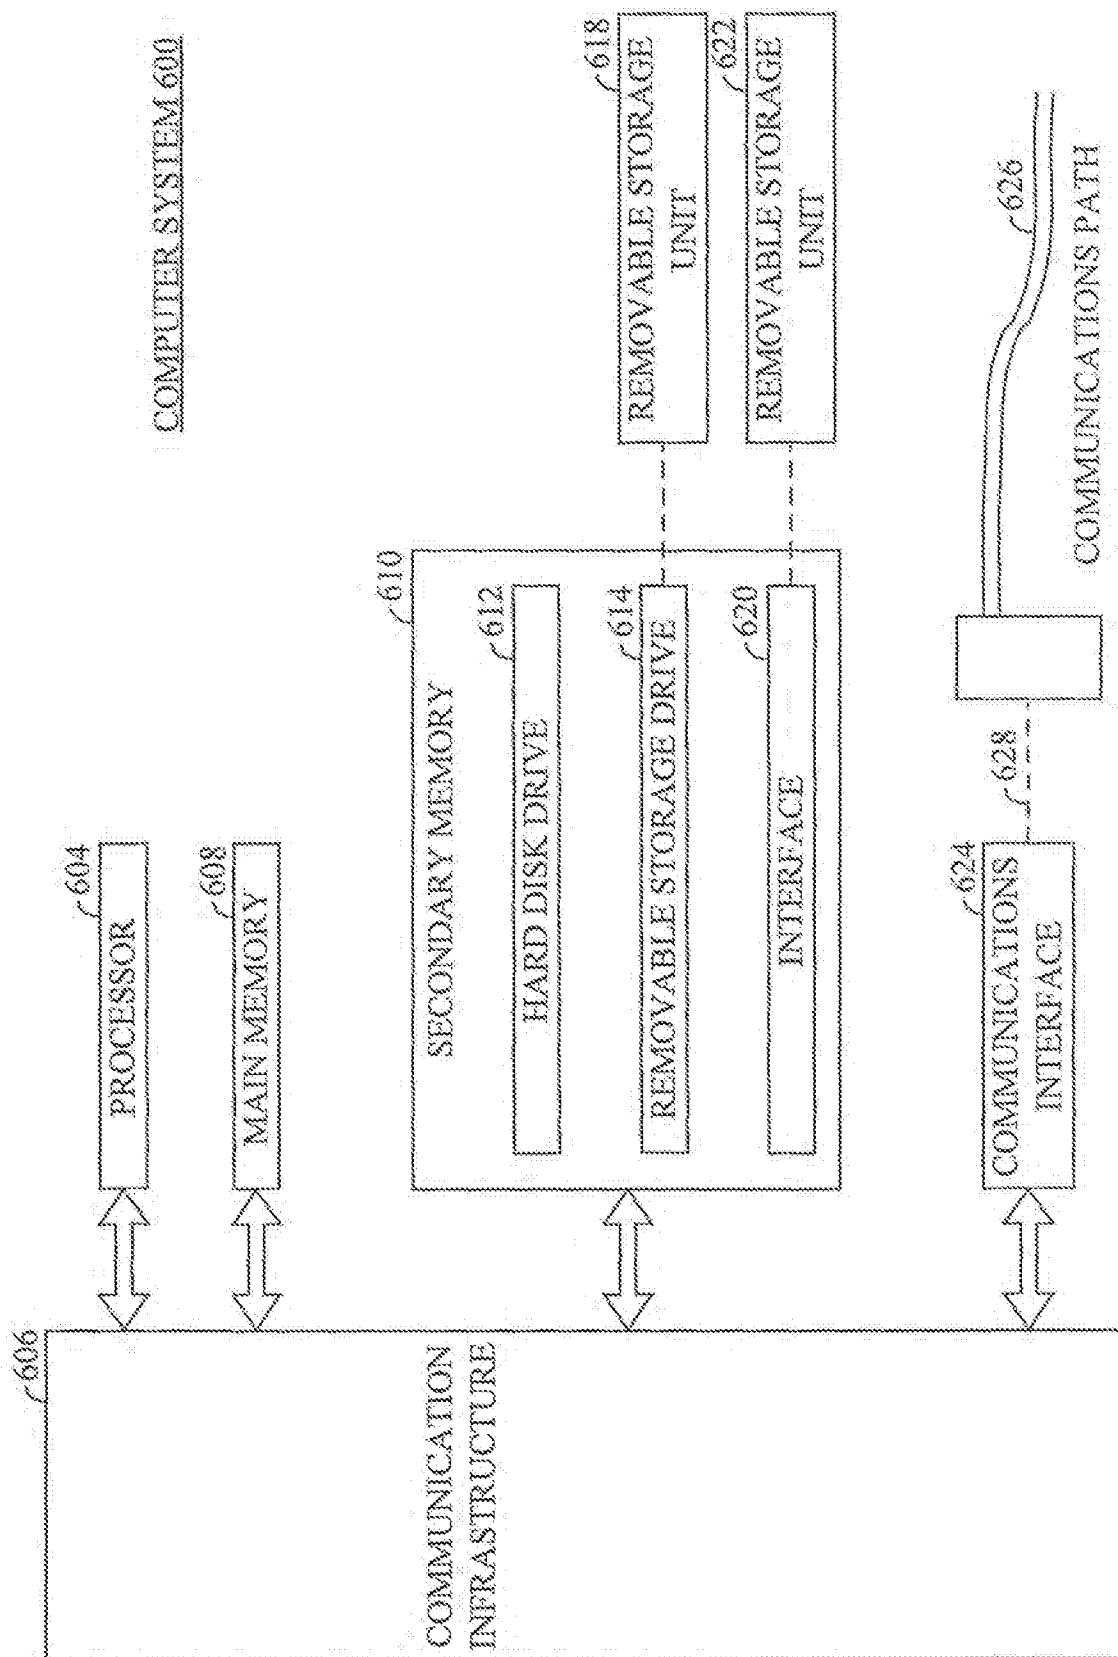 COMPUTER SYSTEM 600
606
COMMUNICATION
INFRASTRUCTURE
604
PROCESSOR
608
MAIN MEMORY
610
SECONDARY MEMORY
612
HARD DISK DRIVE
614
REMOVABLE STORAGE DRIVE
618
REMOVABLE STORAGE
UNIT
620
INTERFACE
622
REMOVABLE STORAGE
UNIT
624
COMMUNICATIONS
INTERFACE
628
626
COMMUNICATIONS PATH